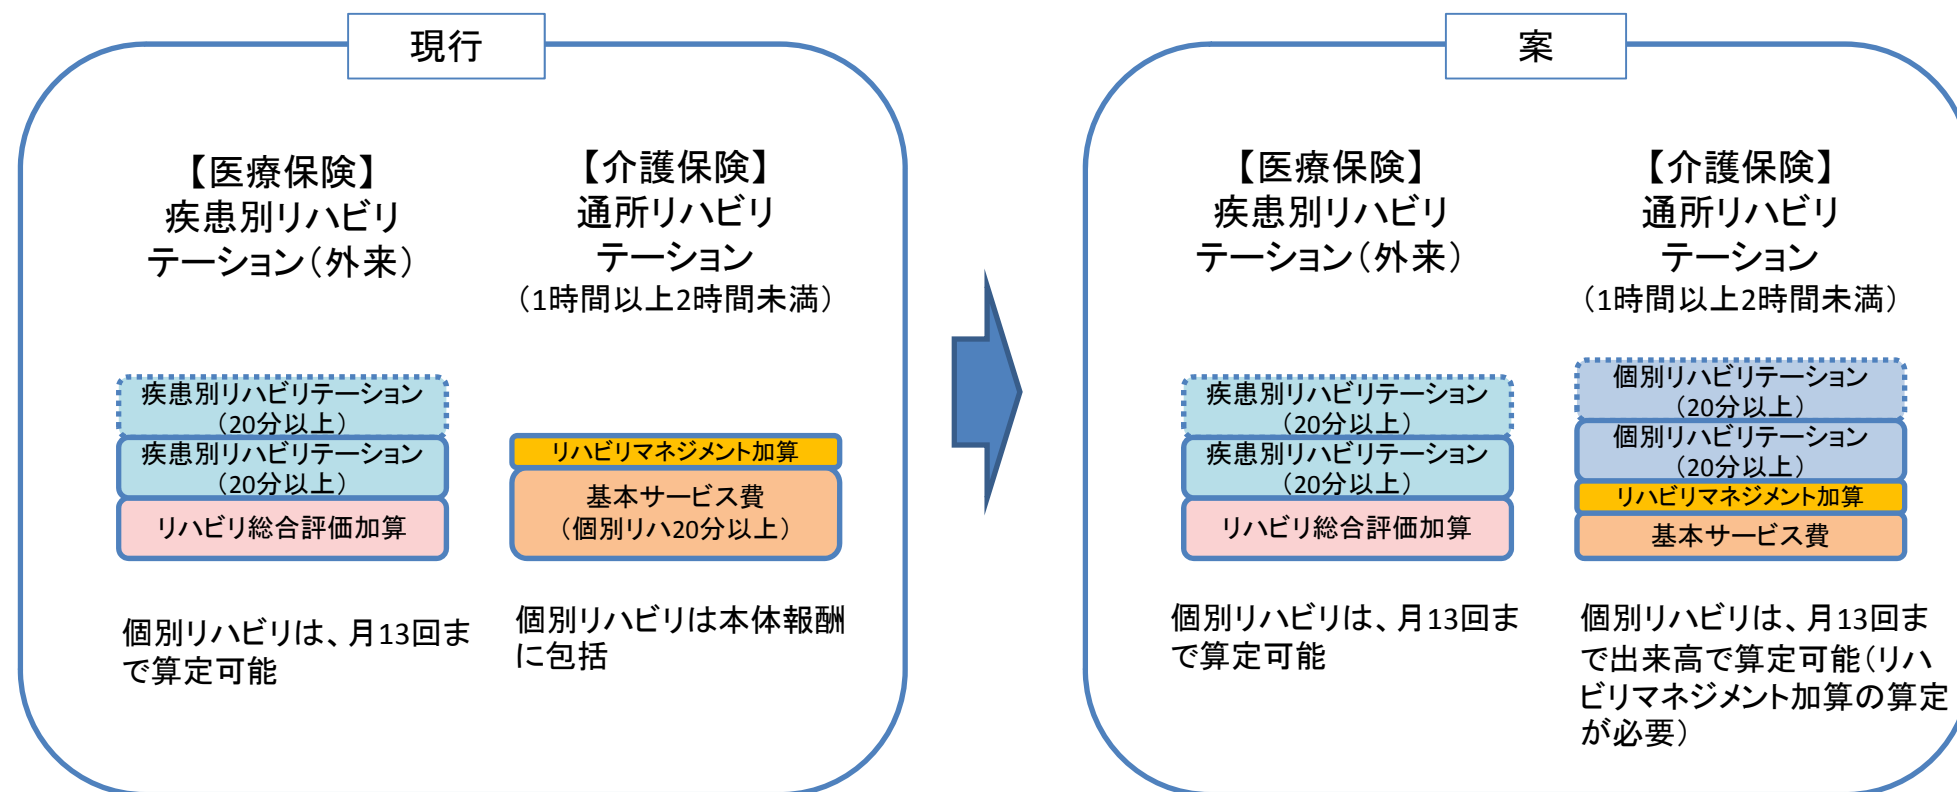 現行
【医療保険】
疾患別リハビリ
テーション（外来）
【介護保険】
通所リハビリ
テーション
（1時間以上2時間未満）
疾患別リハビリテーション
（20分以上）
疾患別リハビリテーション
（20分以上）
リハビリ総合評価加算
リハビリマネジメント加算
基本サービス費
（個別リハ20分以上）
個別リハビリは、月13回ま
で算定可能
個別リハビリは本体報酬
に包括
案
【医療保険】
疾患別リハビリ
テーション（外来）
【介護保険】
通所リハビリ
テーション
（1時間以上2時間未満）
疾患別リハビリテーション
（20分以上）
疾患別リハビリテーション
（20分以上）
リハビリ総合評価加算
個別リハビリテーション
（20分以上）
個別リハビリテーション
（20分以上）
リハビリマネジメント加算
基本サービス費
個別リハビリは、月13回ま
で算定可能
個別リハビリは、月13回ま
で出来高で算定可能（リハ
ビリマネジメント加算の算定
が必要）